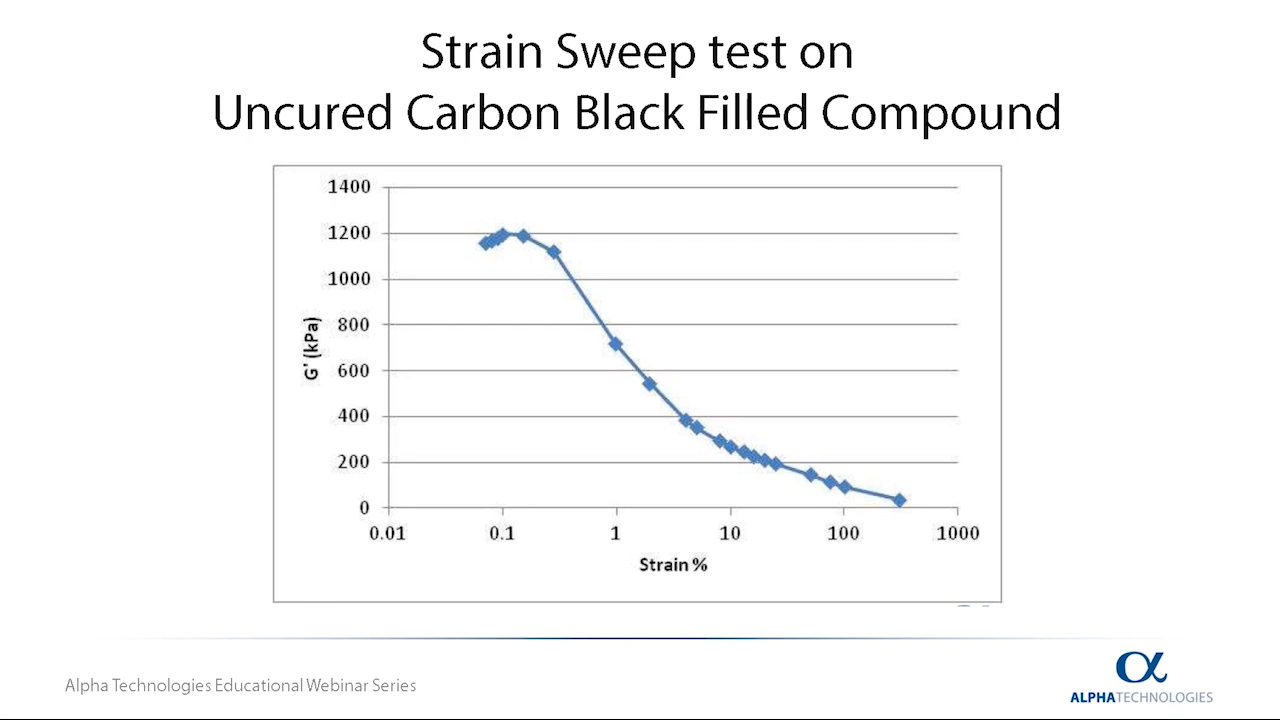 Strain Sweep test on
Uncured Carbon Black Filled Compound
1400
1200
1000
800
600
400
200
0
G' (kPa)
0.01 0.1 1 10 100 1000
Strain %
Alpha Technologies Educational Webinar Series
α
ALPHATECHNOLOGIES